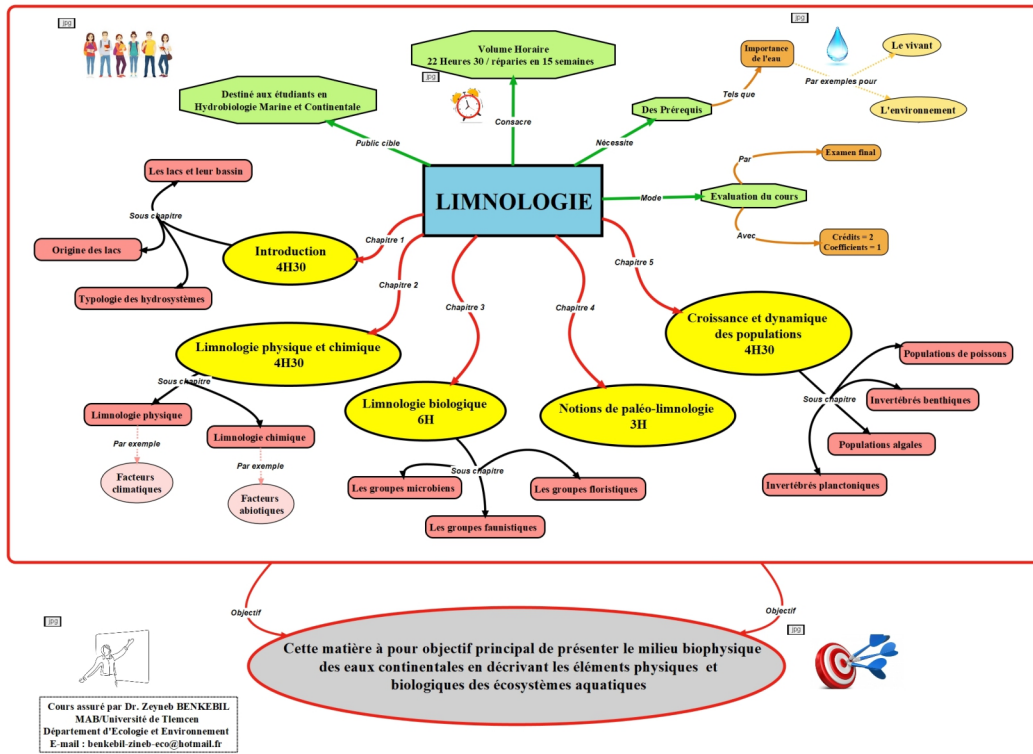 jpg
jpg
jpg
Volume Horaire
22 Heures 30 / réparies en 15 semaines
Destiné aux étudiants en
Hydrobiologie Marine et Continentale
Importance
de l'eau
Le vivant
Par exemples pour
L'environnement
Tels que
Des Prérequis
Public cible
Consacre
Nécessite
LIMNOLOGIE
Mode
Evaluation du cours
Par
Examen final
Avec
Crédits = 2
Coefficients = 1
Les lacs et leur bassin
Sous chapitre
Origine des lacs
Typologie des hydrosystèmes
Introduction
4H30
Chapitre 1
Chapitre 2
Chapitre 3
Chapitre 4
Chapitre 5
Limnologie physique et chimique
4H30
Sous chapitre
Limnologie physique
Limnologie chimique
Par exemple
Par exemple
Facteurs
climatiques
Facteurs
abiotiques
Limnologie biologique
6H
Sous chapitre
Les groupes microbiens
Les groupes floristiques
Les groupes faunistiques
Notions de paléo-limnologie
3H
Croissance et dynamique
des populations
4H30
Sous chapitre
Populations de poissons
Invertébrés benthiques
Populations algales
Invertébrés planctoniques
Objectif
Objectif
jpg
jpg
Cette matière à pour objectif principal de présenter le milieu biophysique
des eaux continentales en décrivant les éléments physiques et
biologiques des écosystèmes aquatiques
Cours assuré par Dr. Zeyneb BENKEBIL
MAB/Université de Tlemcen
Départment d'Ecologie et Environnement
E-mail : benkebil-zineb-eco@hotmail.fr